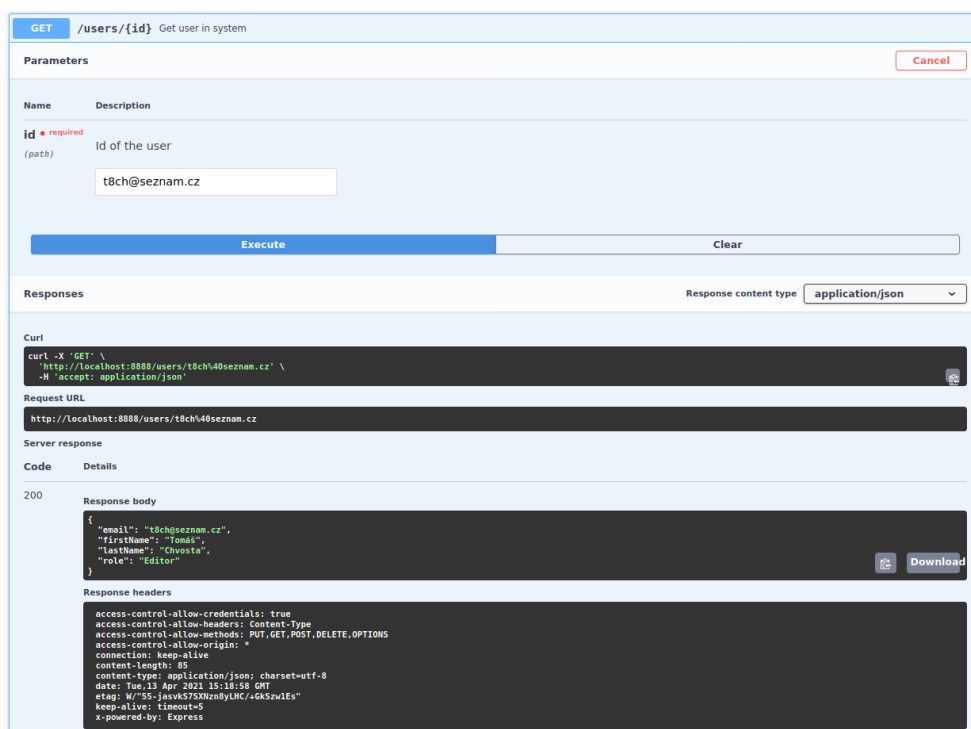 GET /users/{id} Get user in system
Parameters Cancel
Name Description
id * required Id of the user
(path)
t8ch@seznam.cz
Execute Clear
Responses Response content type application/json
Curl
curl -X 'GET' \
'http://localhost:8888/users/t8ch%40seznam.cz' \
-H 'accept: application/json'
Request URL
http://localhost:8888/users/t8ch%40seznam.cz
Server response
Code Details
200
Response body
{
"email": "t8ch@seznam.cz",
"firstName": "Tomáš",
"lastName": "Chvosta",
"role": "Editor"
}
Download
Response headers
access-control-allow-credentials: true
access-control-allow-headers: Content-Type
access-control-allow-methods: PUT,GET,POST,DELETE,OPTIONS
access-control-allow-origin: *
connection: keep-alive
content-length: 85
content-type: application/json; charset=utf-8
date: Tue,13 Apr 2021 15:18:58 GMT
etag: W/"55-jasvkS7SXNzn8yLHC/+GkSzw1Es"
keep-alive: timeout=5
x-powered-by: Express